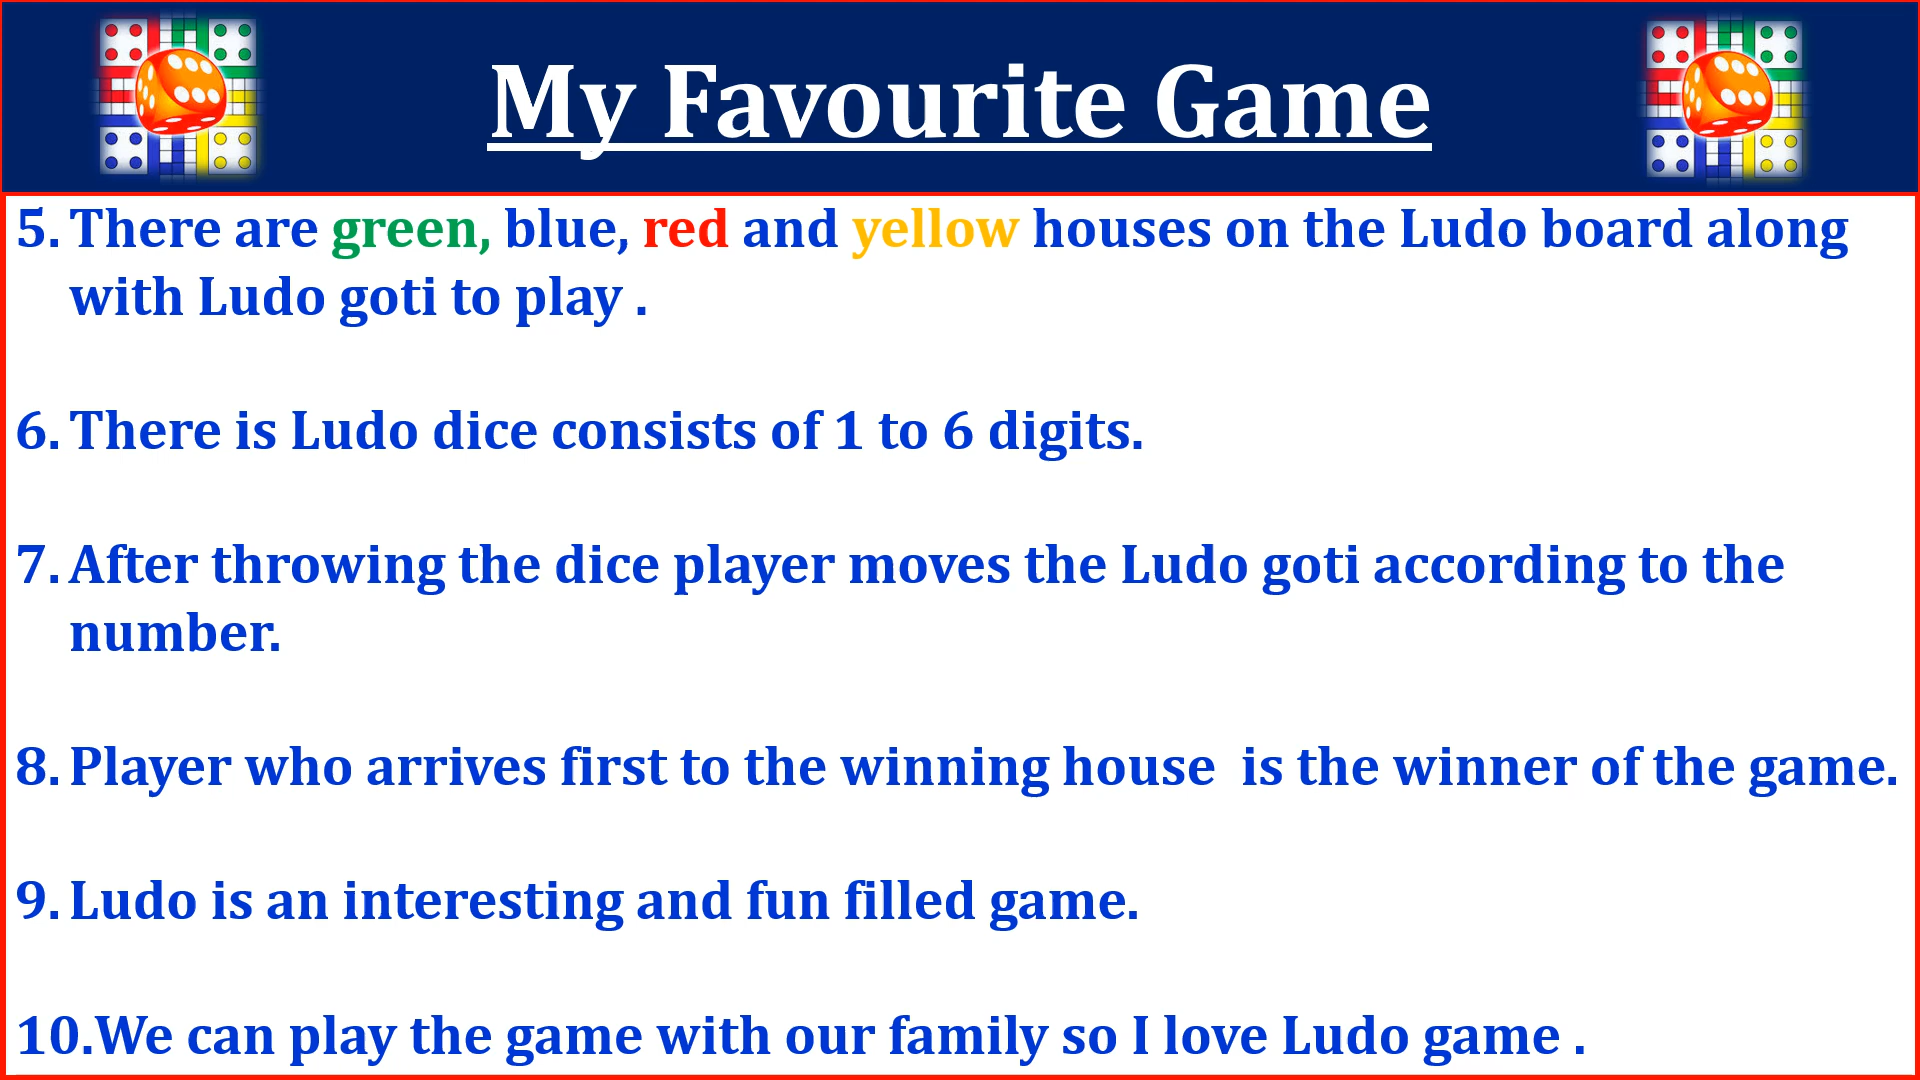 My Favourite Game
5. There are green, blue, red and yellow houses on the Ludo board along
with Ludo goti to play .
6. There is Ludo dice consists of 1 to 6 digits.
7. After throwing the dice player moves the Ludo goti according to the
number.
8. Player who arrives first to the winning house  is the winner of the game.
9. Ludo is an interesting and fun filled game.
10.We can play the game with our family so I love Ludo game .